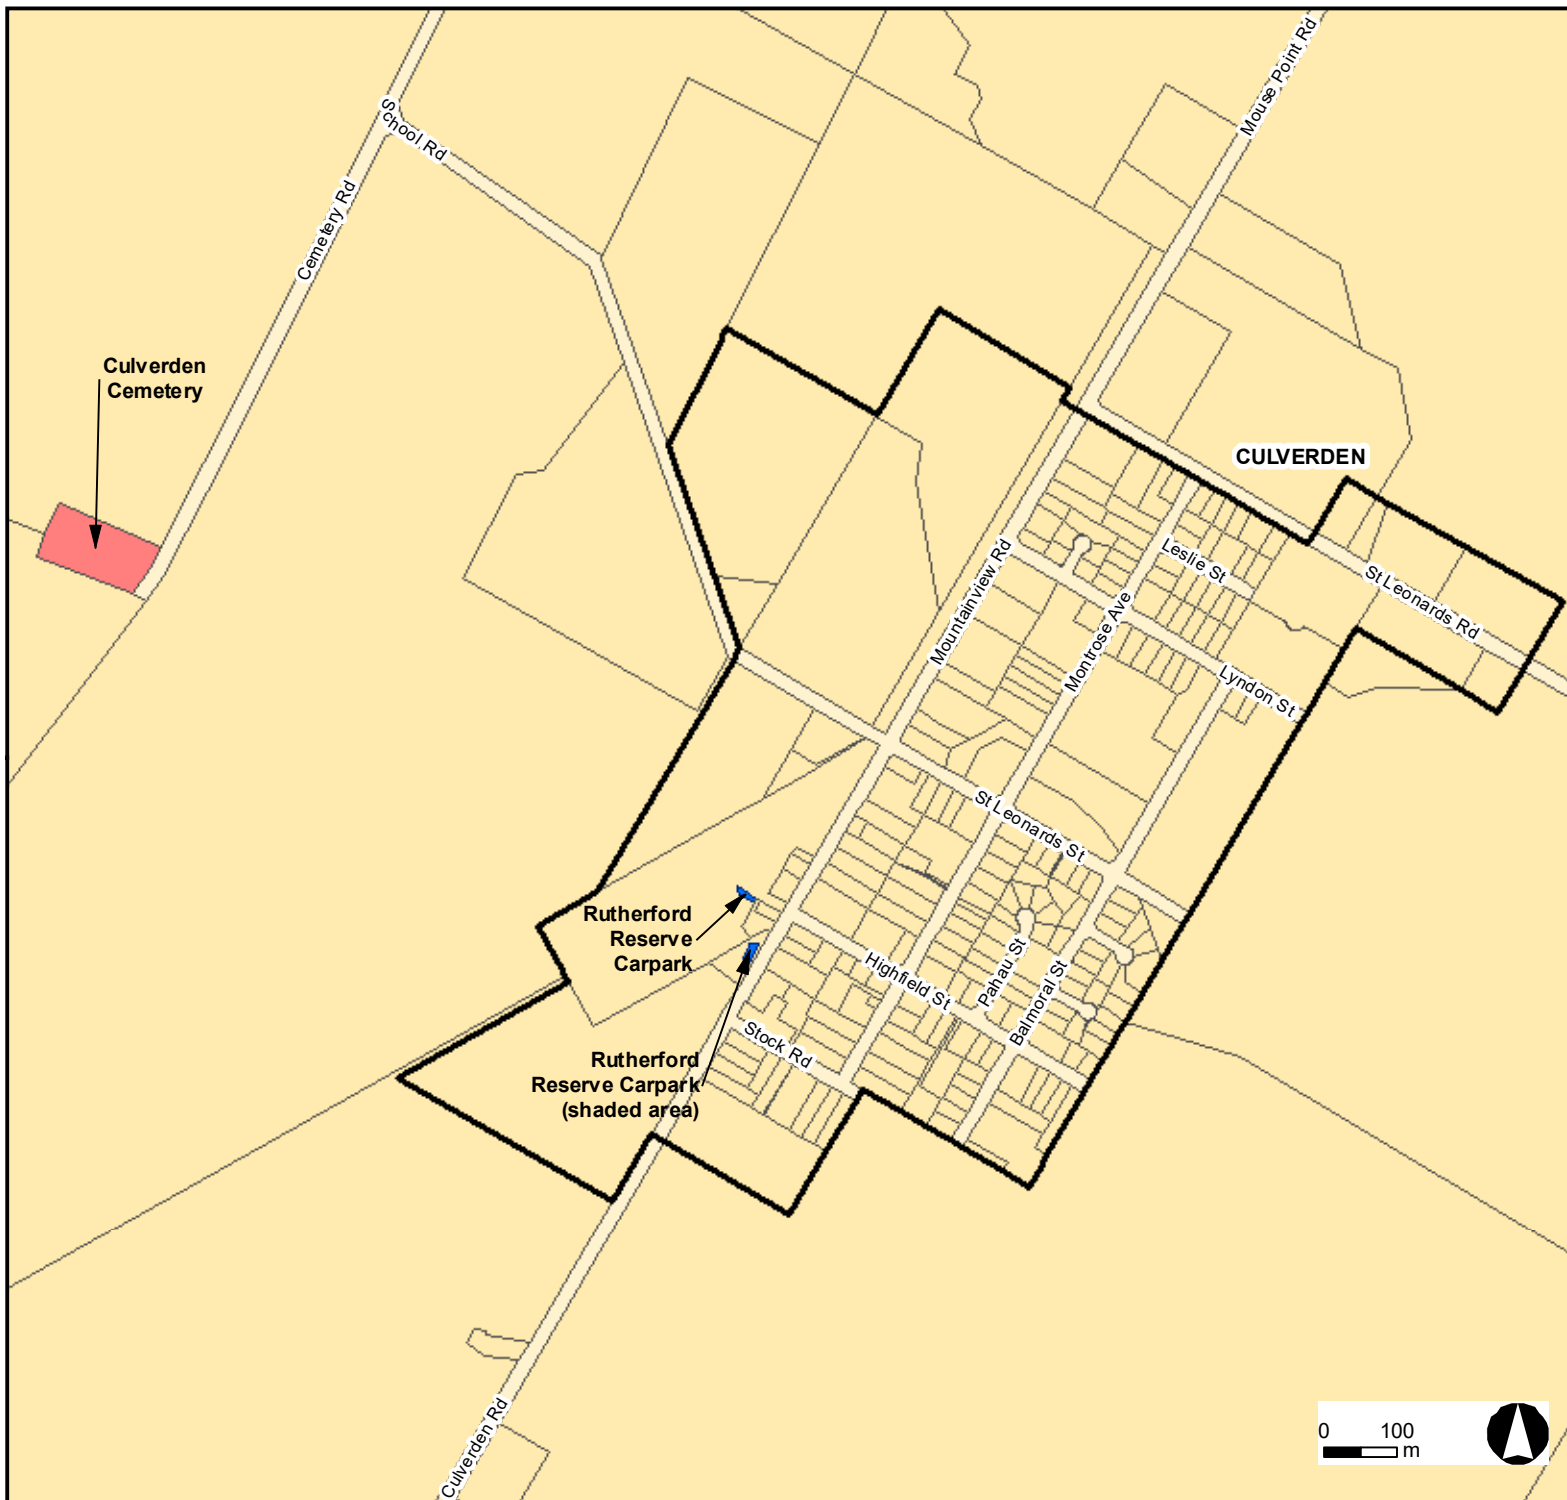 Mouse Point Rd
School Rd
Cemetery Rd
Culverden
Cemetery
CULVERDEN
Leslie St
Mountainview Rd
St Leonards Rd
Montrose Ave
Lyndon St
St Leonards St
Rutherford
Reserve
Carpark
Highfield St
Pahau St
Balmoral St
Stock Rd
Rutherford
Reserve Carpark
(shaded area)
Culverden Rd
0 100
m